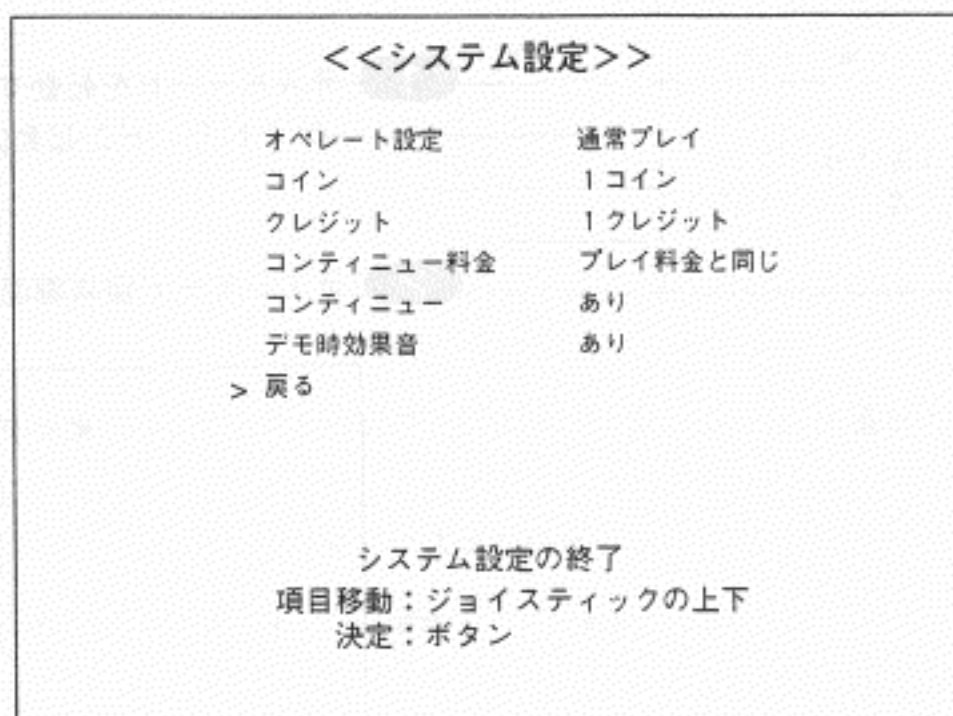 <<システム設定>>
オペレート設定 通常プレイ
コイン 1コイン
クレジット 1クレジット
コンティニュー料金 プレイ料金と同じ
コンティニュー あり
デモ時効果音 あり
> 戻る
システム設定の終了
項目移動：ジョイスティックの上下
決定：ボタン